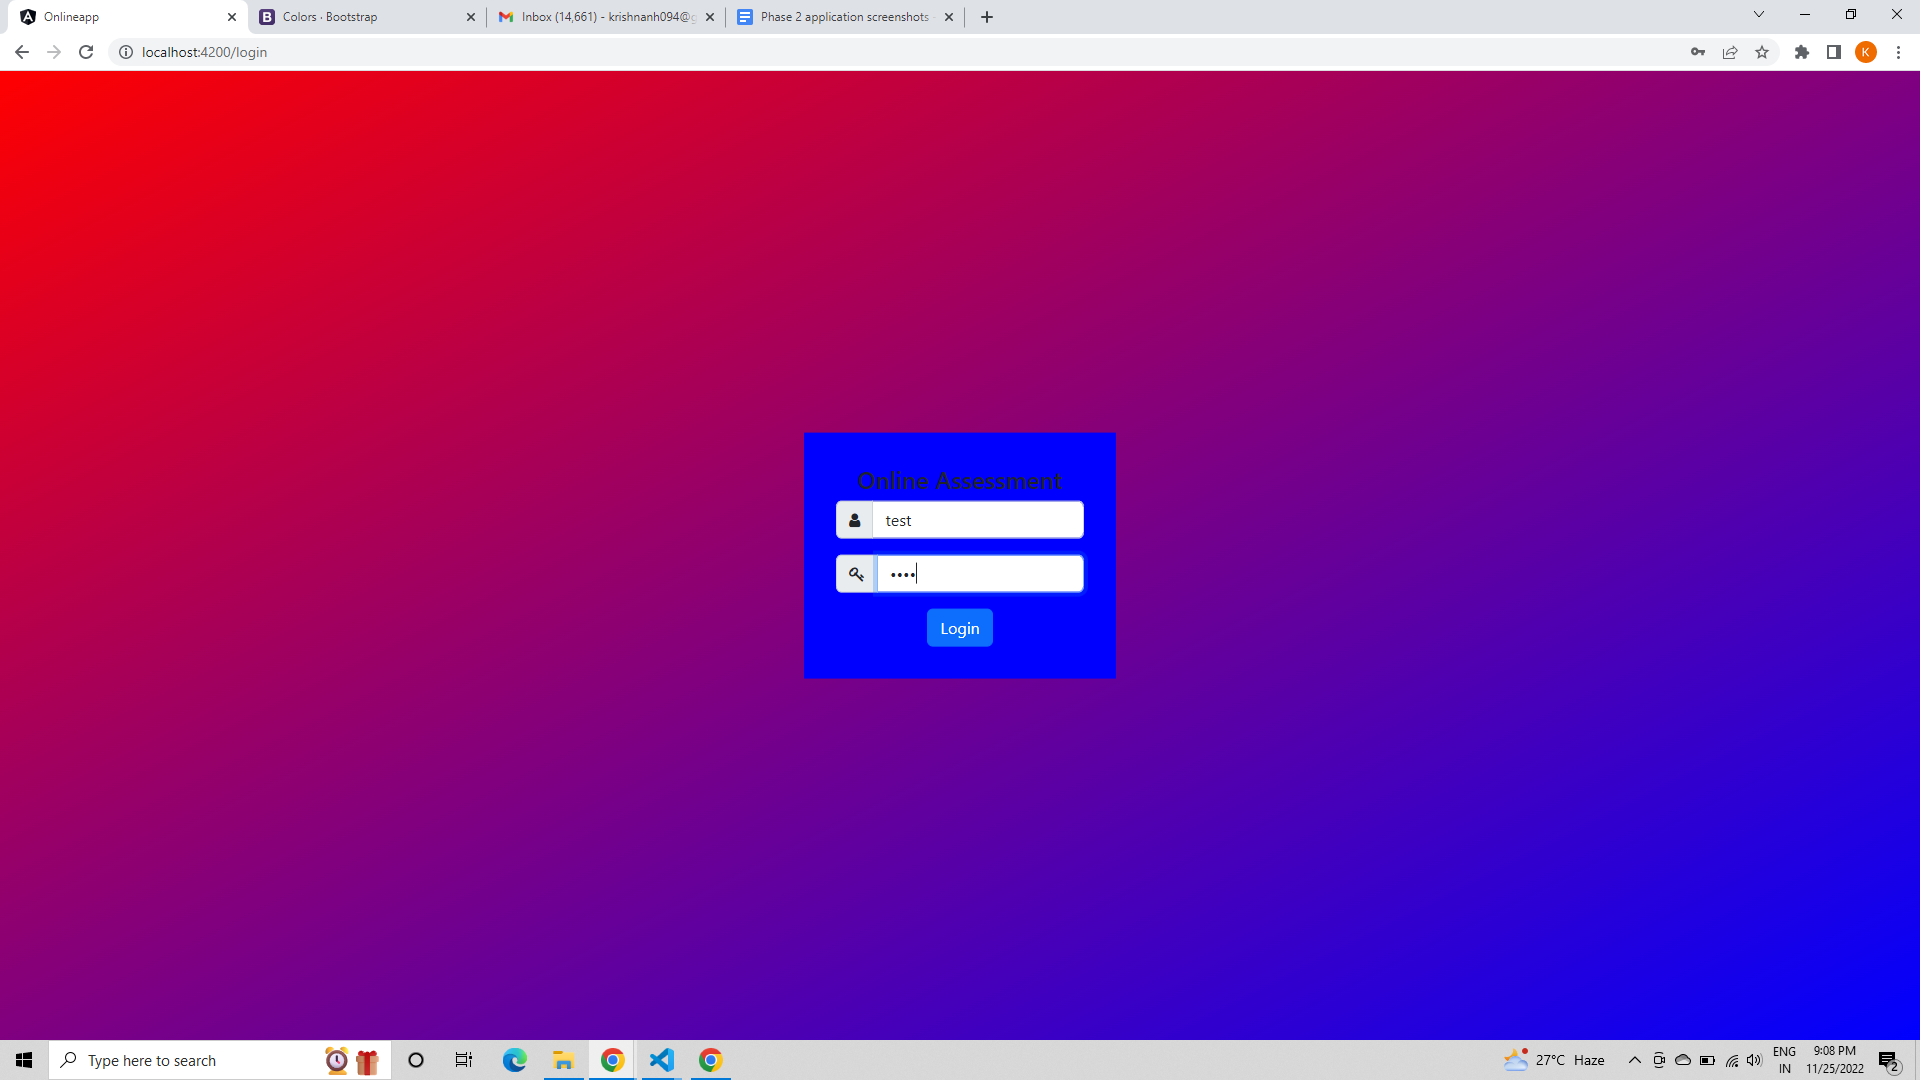 Onlineapp
Colors · Bootstrap
Inbox (14,661) - krishnanh094@g
Phase 2 application screenshots
localhost:4200/login
K
Online Assessment
test
••••
Login
Type here to search
27°C Haze
ENG
IN
9:08 PM
11/25/2022
2